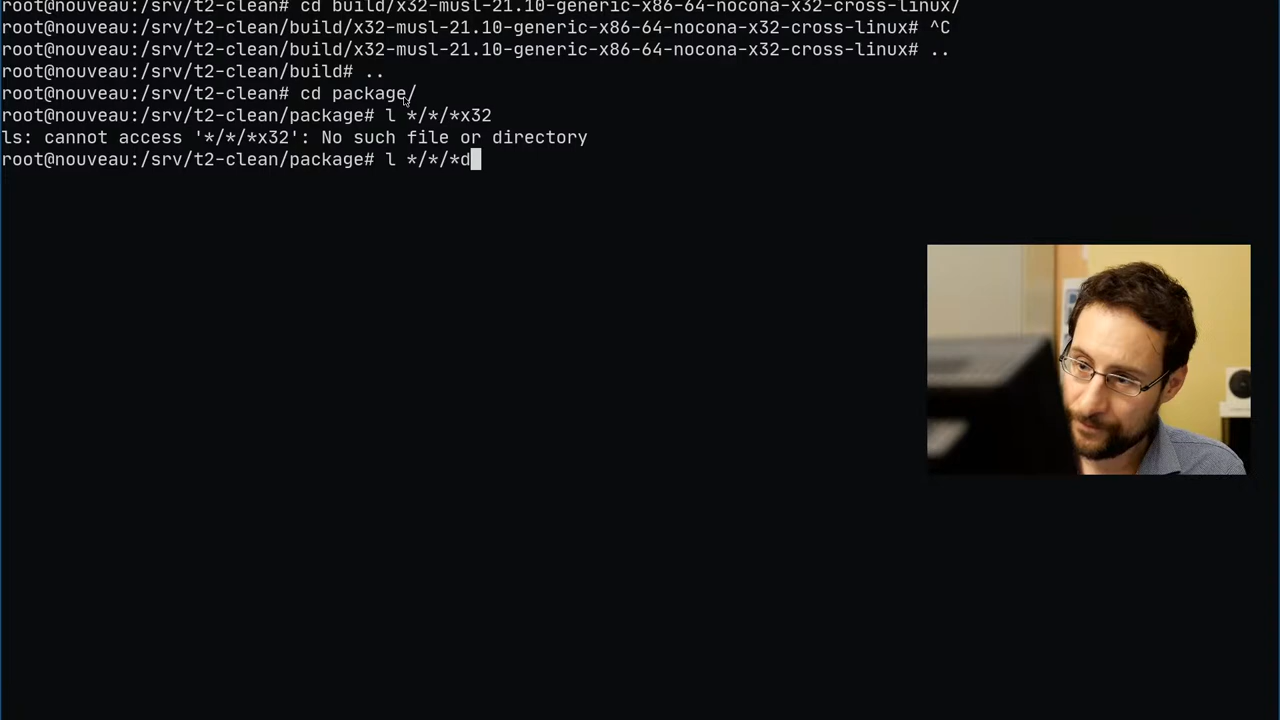 root@nouveau:/srv/t2-clean# cd build/x32-musl-21.10-generic-x86-64-nocona-x32-cross-linux/
root@nouveau:/srv/t2-clean/build/x32-musl-21.10-generic-x86-64-nocona-x32-cross-linux# ^C
root@nouveau:/srv/t2-clean/build/x32-musl-21.10-generic-x86-64-nocona-x32-cross-linux# ..
root@nouveau:/srv/t2-clean/build# ..
root@nouveau:/srv/t2-clean# cd package/
root@nouveau:/srv/t2-clean/package# l */*/*x32
ls: cannot access '*/*/*x32': No such file or directory
root@nouveau:/srv/t2-clean/package# l */*/*d